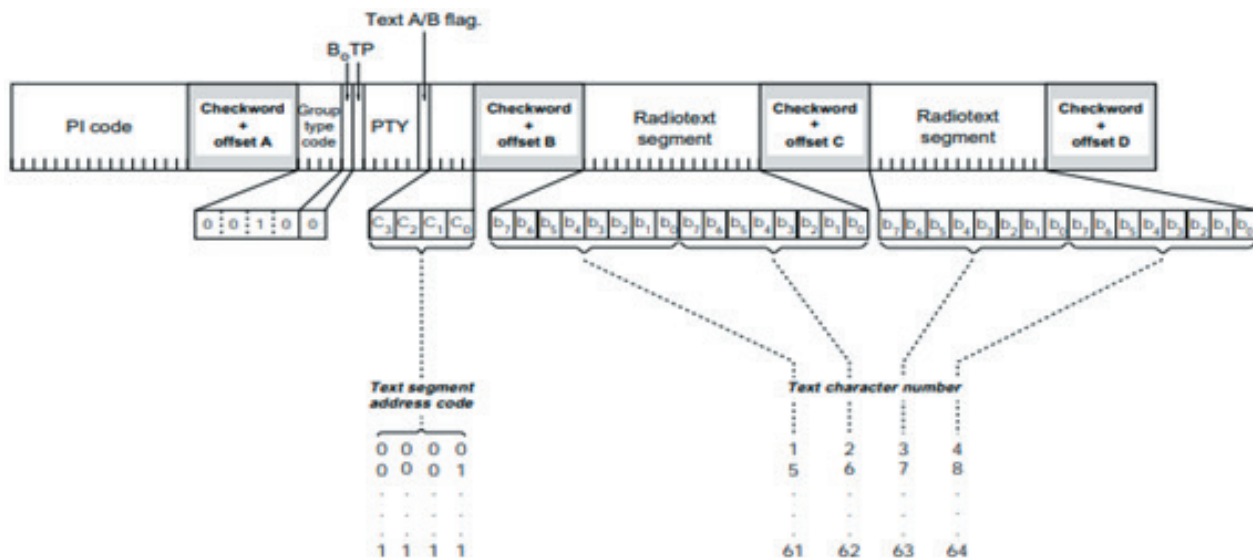 Text A/B flag.
B₀ TP
PI code
Checkword + offset A
Group type code
PTY
Checkword + offset B
Radiotext segment
Checkword + offset C
Radiotext segment
Checkword + offset D
0 0 1 0 0
C₃ C₂ C₁ C₀
b₇ b₆ b₅ b₄ b₃ b₂ b₁ b₀ b₇ b₆ b₅ b₄ b₃ b₂ b₁ b₀
b₇ b₆ b₅ b₄ b₃ b₂ b₁ b₀ b₇ b₆ b₅ b₄ b₃ b₂ b₁ b₀
Text segment
address code
Text character number
0 0 0 0 1 2 3 4
0 0 0 1 5 6 7 8
1 1 1 1 61 62 63 64